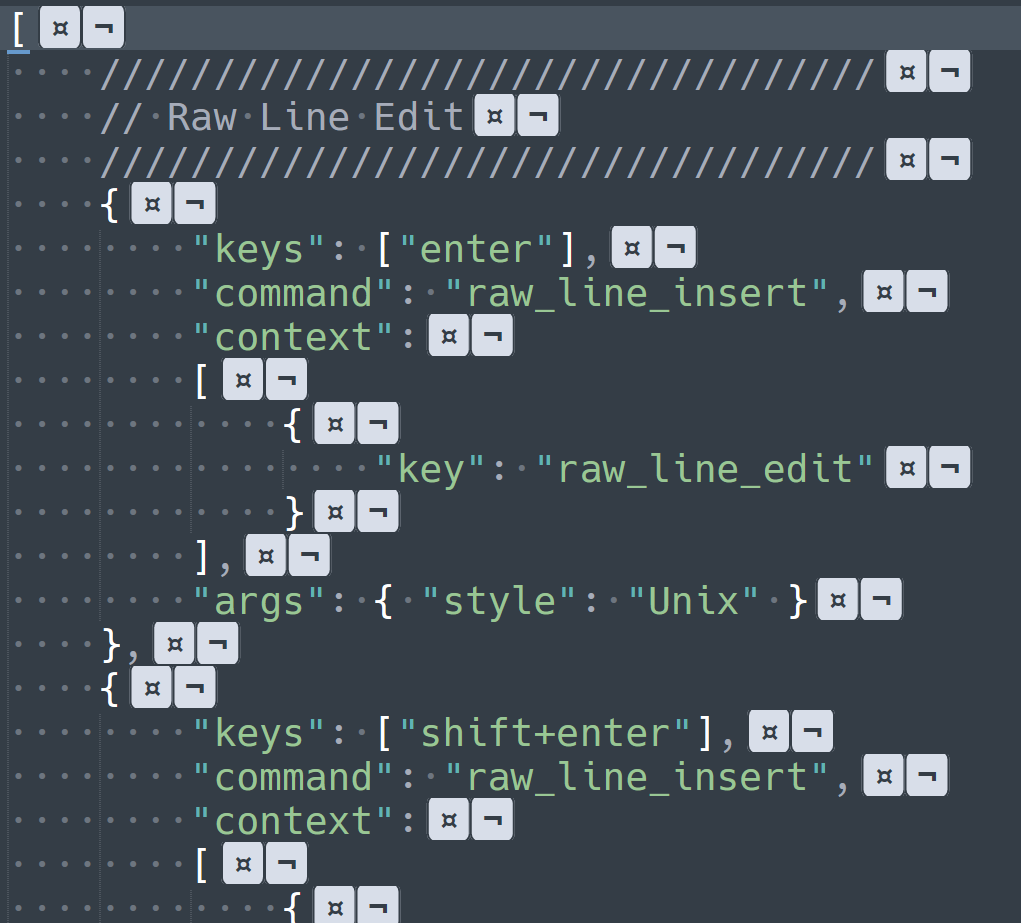 [¤¬
    //////////////////////////////////¤¬
    // Raw Line Edit¤¬
    //////////////////////////////////¤¬
    {¤¬
        "keys": ["enter"],¤¬
        "command": "raw_line_insert",¤¬
        "context":¤¬
        [¤¬
            {¤¬
                "key": "raw_line_edit"¤¬
            }¤¬
        ],¤¬
        "args": { "style": "Unix" }¤¬
    },¤¬
    {¤¬
        "keys": ["shift+enter"],¤¬
        "command": "raw_line_insert",¤¬
        "context":¤¬
        [¤¬
            {¤¬